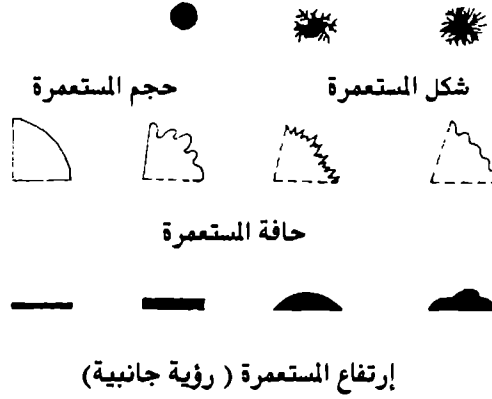 شكل المستعمرة حجم المستعمرة
حافة المستعمرة
إرتفاع المستعمرة ( رؤية جانبية)